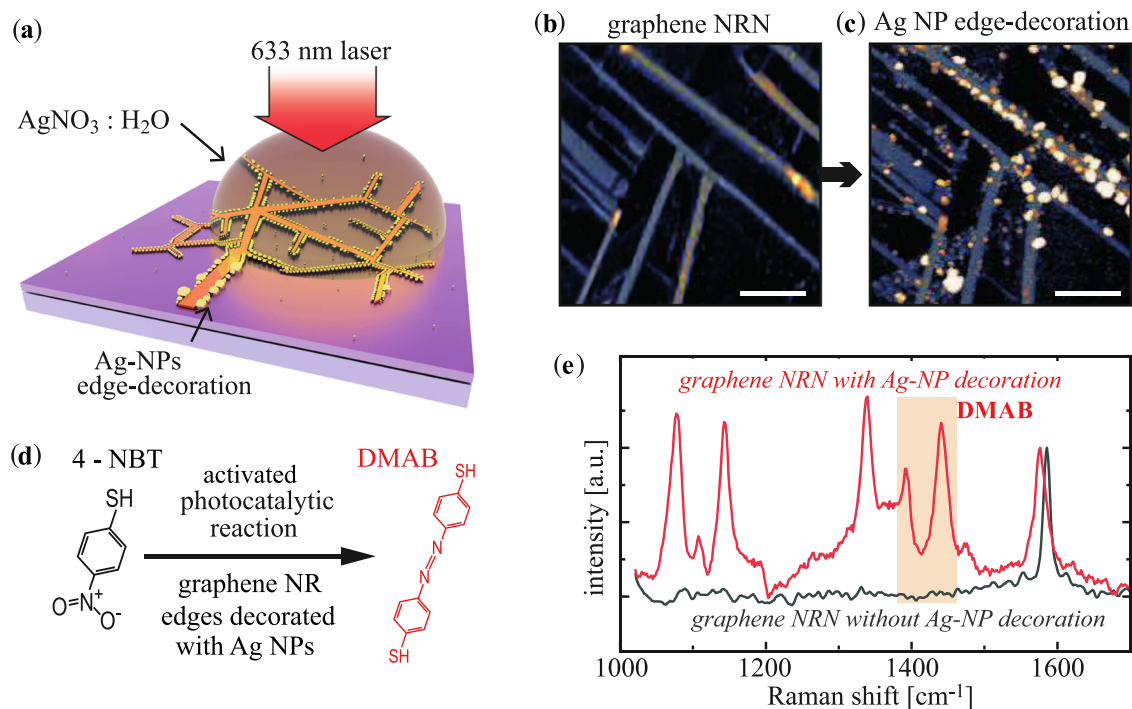 (a)
633 nm laser
AgNO₃ : H₂O
Ag-NPs
edge-decoration
(b)
graphene NRN
(c)
Ag NP edge-decoration
(d)
4 - NBT
SH
O=N⁺
O⁻
activated
photocatalytic
reaction
graphene NR
edges decorated
with Ag NPs
DMAB
SH
N=N
SH
(e)
graphene NRN with Ag-NP decoration
DMAB
graphene NRN without Ag-NP decoration
intensity [a.u.]
1000 1200 1400 1600
Raman shift [cm⁻¹]